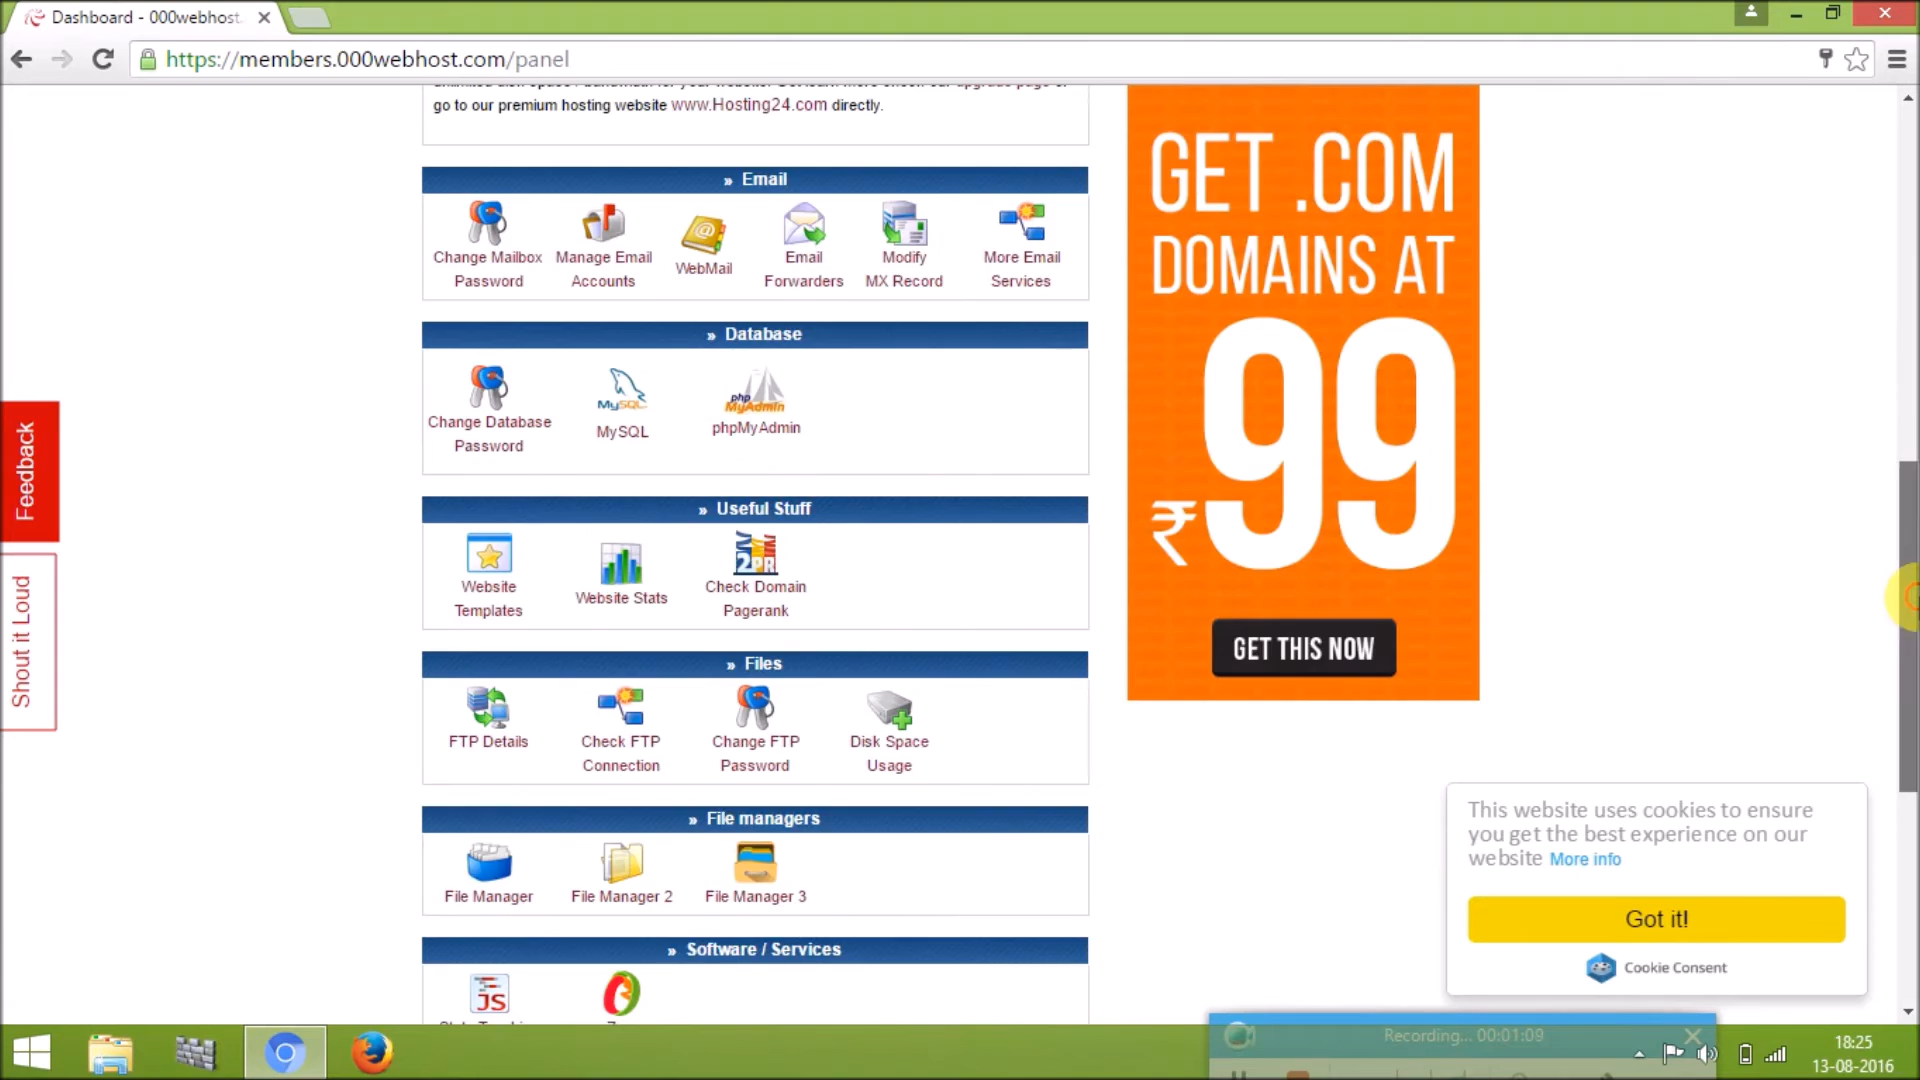 Dashboard - 000webhost.
https://members.000webhost.com/panel
go to our premium hosting website www.Hosting24.com directly.
» Email
Change Mailbox Password
Manage Email Accounts
WebMail
Email Forwarders
Modify MX Record
More Email Services
» Database
Change Database Password
MySQL
MySQL
php MyAdmin
phpMyAdmin
» Useful Stuff
Website Templates
Website Stats
2PR
Check Domain Pagerank
» Files
FTP Details
Check FTP Connection
Change FTP Password
Disk Space Usage
» File managers
File Manager
File Manager 2
File Manager 3
» Software / Services
JS
Feedback
Shout it Loud
GET .COM
DOMAINS AT
₹99
GET THIS NOW
This website uses cookies to ensure
you get the best experience on our
website More info
Got it!
Cookie Consent
Recording... 00:01:09
18:25
13-08-2016